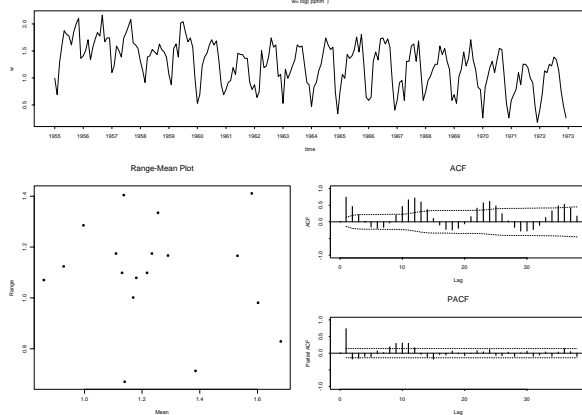 w= log( ppnm )
w
0.5 1.0 1.5 2.0
1955 1956 1957 1958 1959 1960 1961 1962 1963 1964 1965 1966 1967 1968 1969 1970 1971 1972 1973
time
Range-Mean Plot
Range
0.8 1.0 1.2 1.4
1.0 1.2 1.4 1.6
Mean
ACF
ACF
-1.0 0.0 0.5 1.0
0 10 20 30
Lag
PACF
Partial ACF
-1.0 0.0 0.5 1.0
0 10 20 30
Lag